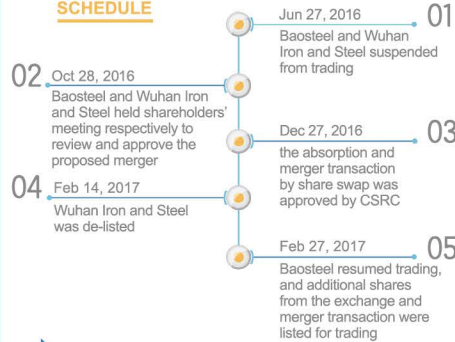 SCHEDULE
Jun 27, 2016
01
Baosteel and Wuhan
Iron and Steel suspended
from trading
02
Oct 28, 2016
Baosteel and Wuhan Iron
and Steel held shareholders'
meeting respectively to
review and approve the
proposed merger
Dec 27, 2016
03
the absorption and
merger transaction
by share swap was
approved by CSRC
04
Feb 14, 2017
Wuhan Iron and Steel
was de-listed
Feb 27, 2017
05
Baosteel resumed trading,
and additional shares
from the exchange and
merger transaction were
listed for trading